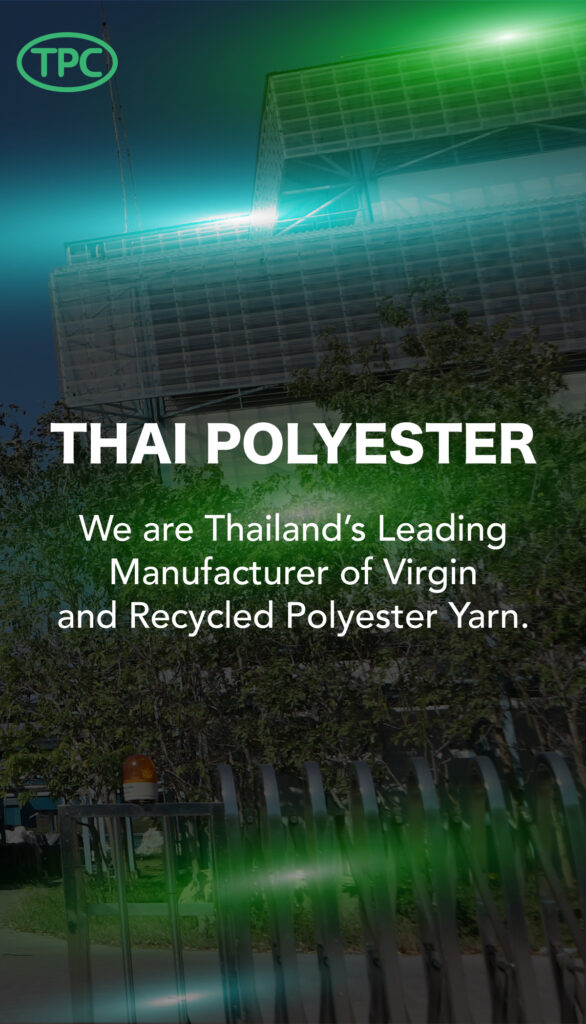 TPC
THAI POLYESTER
We are Thailand’s Leading
Manufacturer of Virgin
and Recycled Polyester Yarn.